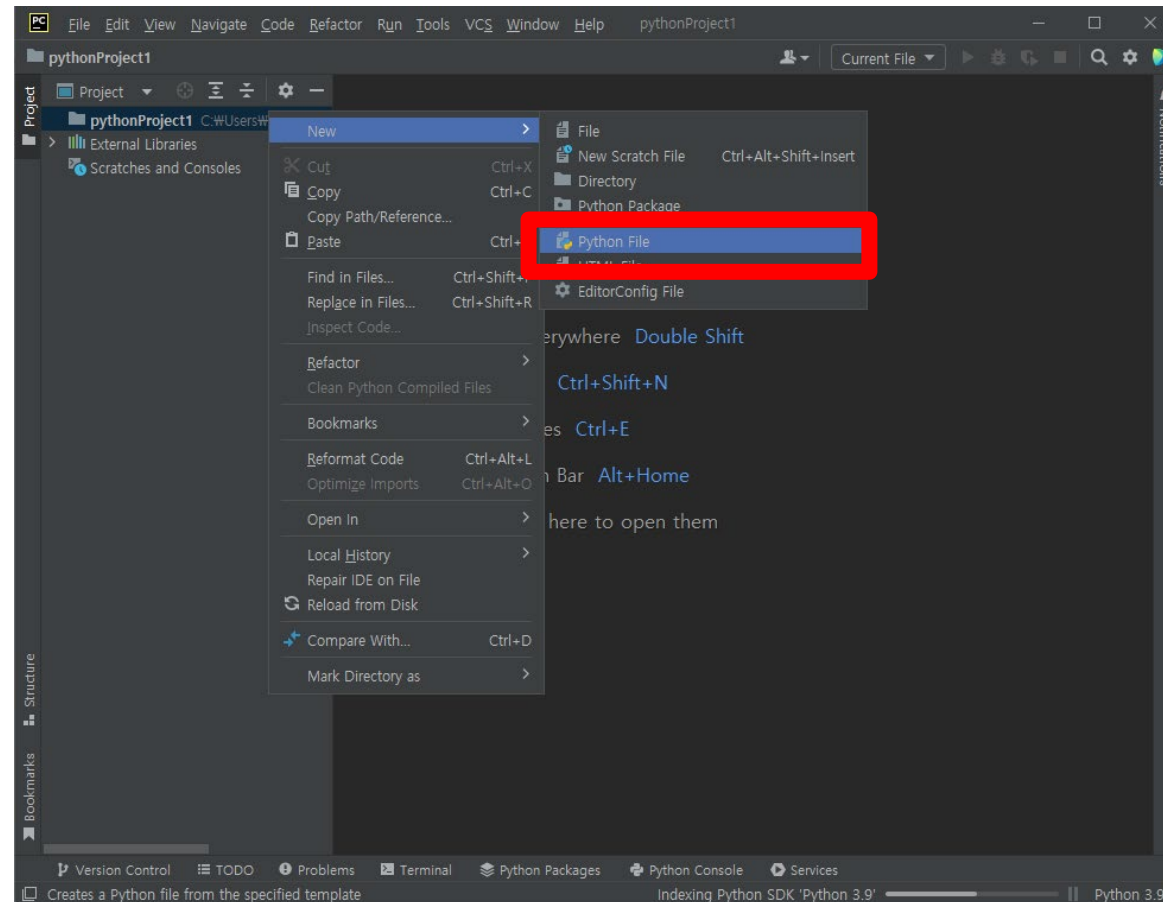 PC File Edit View Navigate Code Refactor Run Tools VCS Window Help pythonProject1
pythonProject1 Current File
Project
Project
pythonProject1 C:₩Users₩
External Libraries
Scratches and Consoles
New
Cut Ctrl+X
Copy Ctrl+C
Copy Path/Reference...
Paste Ctrl+
Find in Files... Ctrl+Shift+F
Replace in Files... Ctrl+Shift+R
Inspect Code...
Refactor
Clean Python Compiled Files
Bookmarks
Reformat Code Ctrl+Alt+L
Optimize Imports Ctrl+Alt+O
Open In
Local History
Repair IDE on File
Reload from Disk
Compare With... Ctrl+D
Mark Directory as
File
New Scratch File Ctrl+Alt+Shift+Insert
Directory
Python Package
Python File
HTML File
EditorConfig File
erywhere Double Shift
Ctrl+Shift+N
es Ctrl+E
n Bar Alt+Home
here to open them
Notifications
Structure
Bookmarks
Version Control TODO Problems Terminal Python Packages Python Console Services
Creates a Python file from the specified template Indexing Python SDK 'Python 3.9' Python 3.9